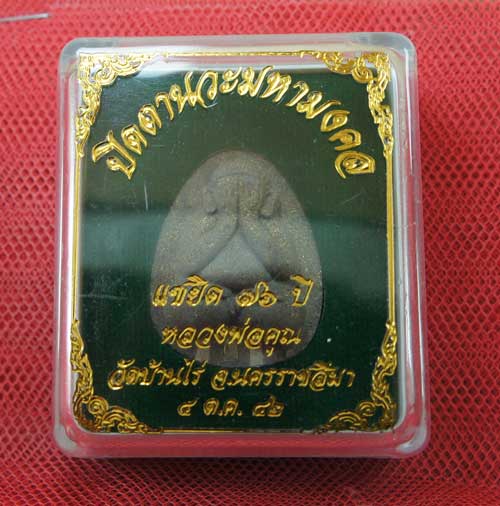 ปิดตานวะมหามงคล
แซยิด ๗๖ ปี
หลวงพ่อคูณ
วัดบ้านไร่ อ.นครราชสีมา
๔ ต.ค. ๔๒